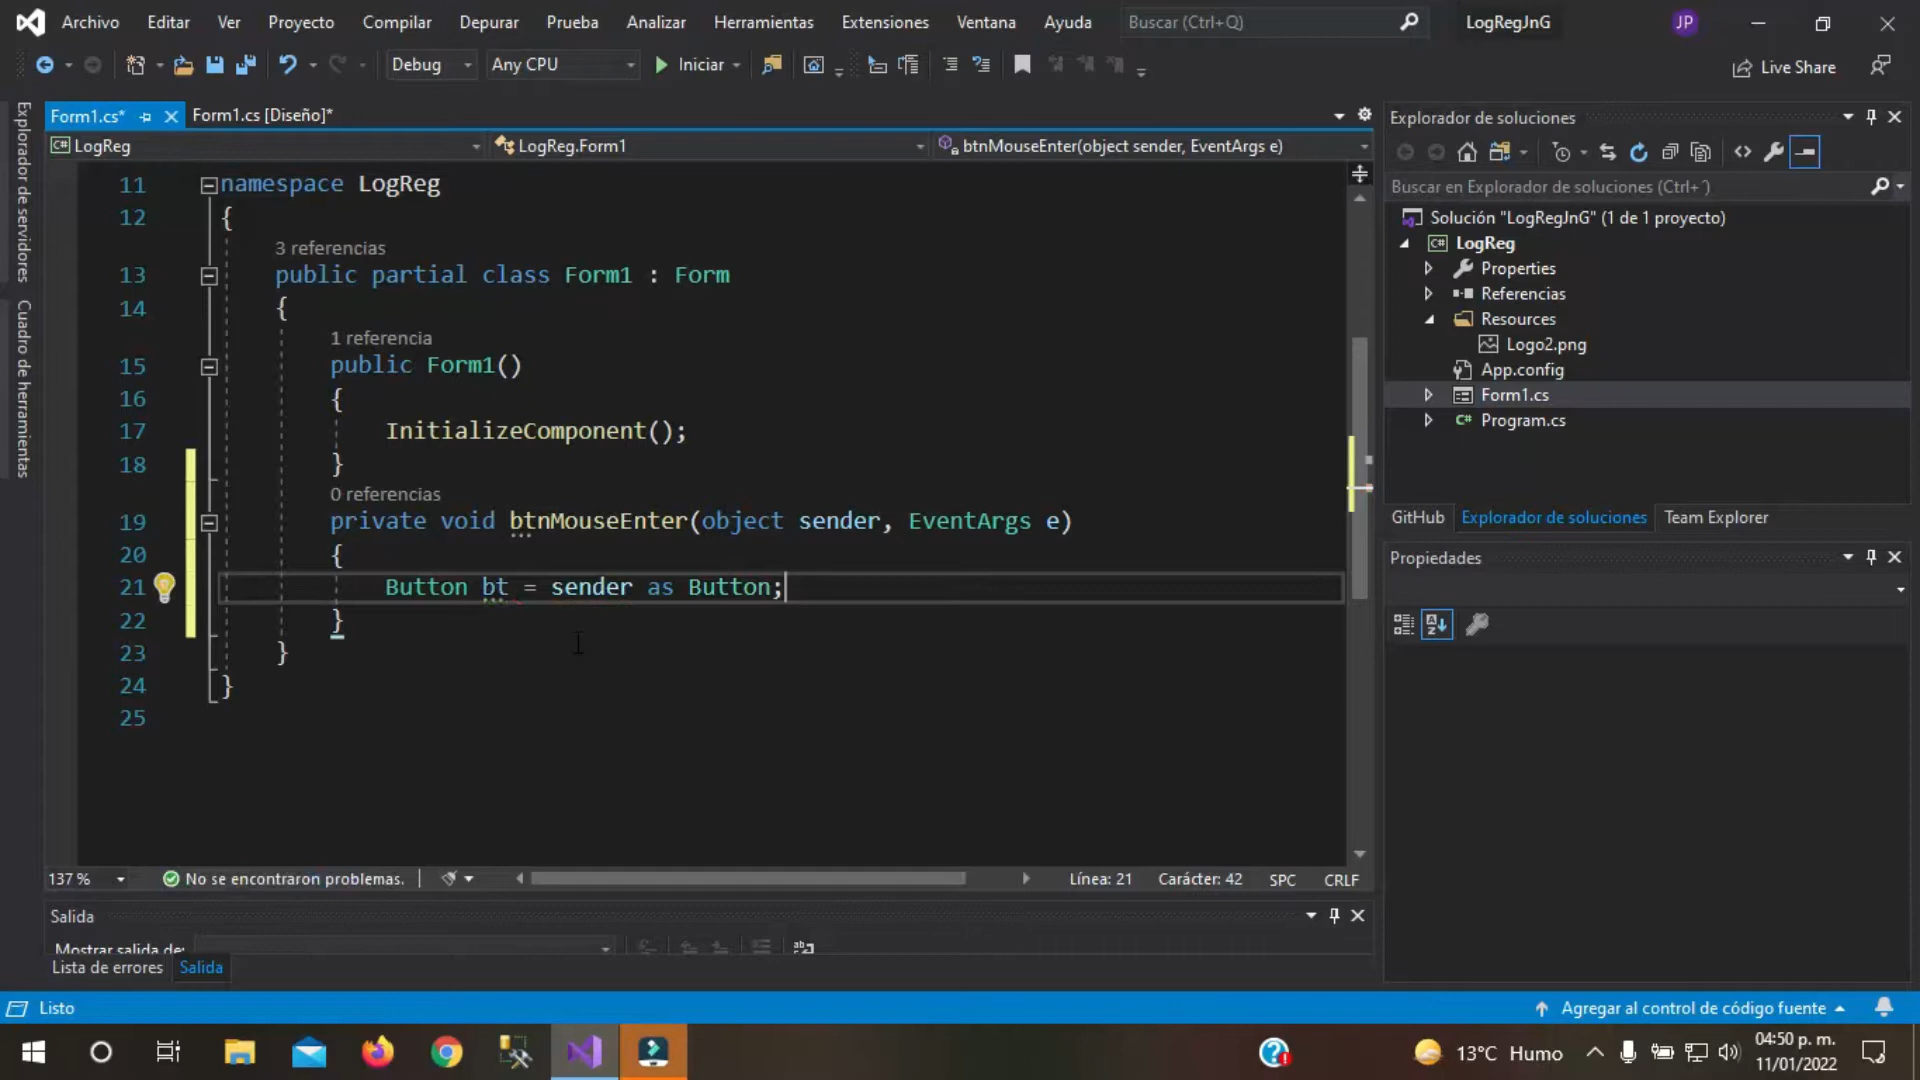 Archivo Editar Ver Proyecto Compilar Depurar Prueba Analizar Herramientas Extensiones Ventana Ayuda Buscar (Ctrl+Q) LogRegJnG JP
Debug Any CPU Iniciar Live Share
Explorador de servidores
Cuadro de herramientas
Form1.cs* Form1.cs [Diseño]*
LogReg LogReg.Form1 btnMouseEnter(object sender, EventArgs e)
11 namespace LogReg
12 {
3 referencias
13 public partial class Form1 : Form
14 {
1 referencia
15 public Form1()
16 {
17 InitializeComponent();
18 }
0 referencias
19 private void btnMouseEnter(object sender, EventArgs e)
20 {
21 Button bt = sender as Button;
22 }
23 }
24 }
25
137 % No se encontraron problemas. Línea: 21 Carácter: 42 SPC CRLF
Salida
Mostrar salida de:
Lista de errores Salida
Explorador de soluciones
Buscar en Explorador de soluciones (Ctrl+¨)
Solución "LogRegJnG" (1 de 1 proyecto)
LogReg
Properties
Referencias
Resources
Logo2.png
App.config
Form1.cs
Program.cs
GitHub Explorador de soluciones Team Explorer
Propiedades
Listo Agregar al control de código fuente
13°C Humo 04:50 p. m.
11/01/2022